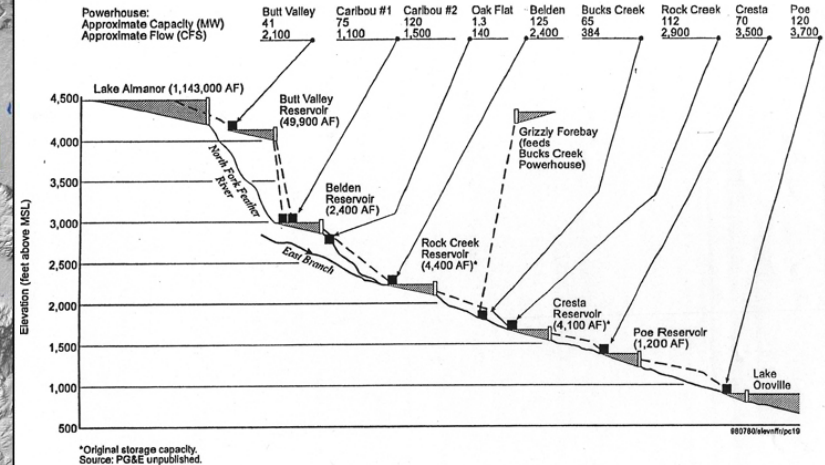 Powerhouse: Butt Valley Caribou #1 Caribou #2 Oak Flat Belden Bucks Creek Rock Creek Cresta Poe
Approximate Capacity (MW) 41 75 120 1.3 125 65 112 70 120
Approximate Flow (CFS) 2,100 1,100 1,500 140 2,400 384 2,900 3,500 3,700
Lake Almanor (1,143,000 AF)
4,500
Butt Valley
Reservoir
(49,900 AF)
4,000
Grizzly Forebay
(feeds
Bucks Creek
Powerhouse)
North Fork Feather
River
3,500
Belden
Reservoir
(2,400 AF)
3,000
East Branch
Rock Creek
Reservoir
(4,400 AF)*
2,500
2,000
Cresta
Reservoir
(4,100 AF)*
Poe Reservoir
(1,200 AF)
1,500
Lake
Oroville
1,000
500
Elevation (feet above MSL)
980780/elevnffr/pc19
*Original storage capacity.
Source: PG&E unpublished.